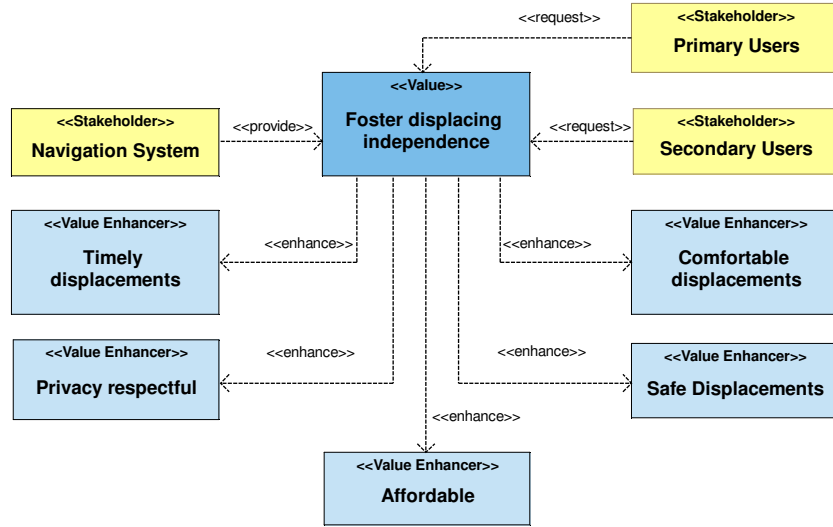 <<request>>
<<Stakeholder>>
Primary Users
<<Value>>
Foster displacing
independence
<<Stakeholder>>
Navigation System
<<provide>>
<<request>>
<<Stakeholder>>
Secondary Users
<<Value Enhancer>>
Timely
displacements
<<enhance>>
<<enhance>>
<<Value Enhancer>>
Comfortable
displacements
<<Value Enhancer>>
Privacy respectful
<<enhance>>
<<enhance>>
<<Value Enhancer>>
Safe Displacements
<<enhance>>
<<Value Enhancer>>
Affordable